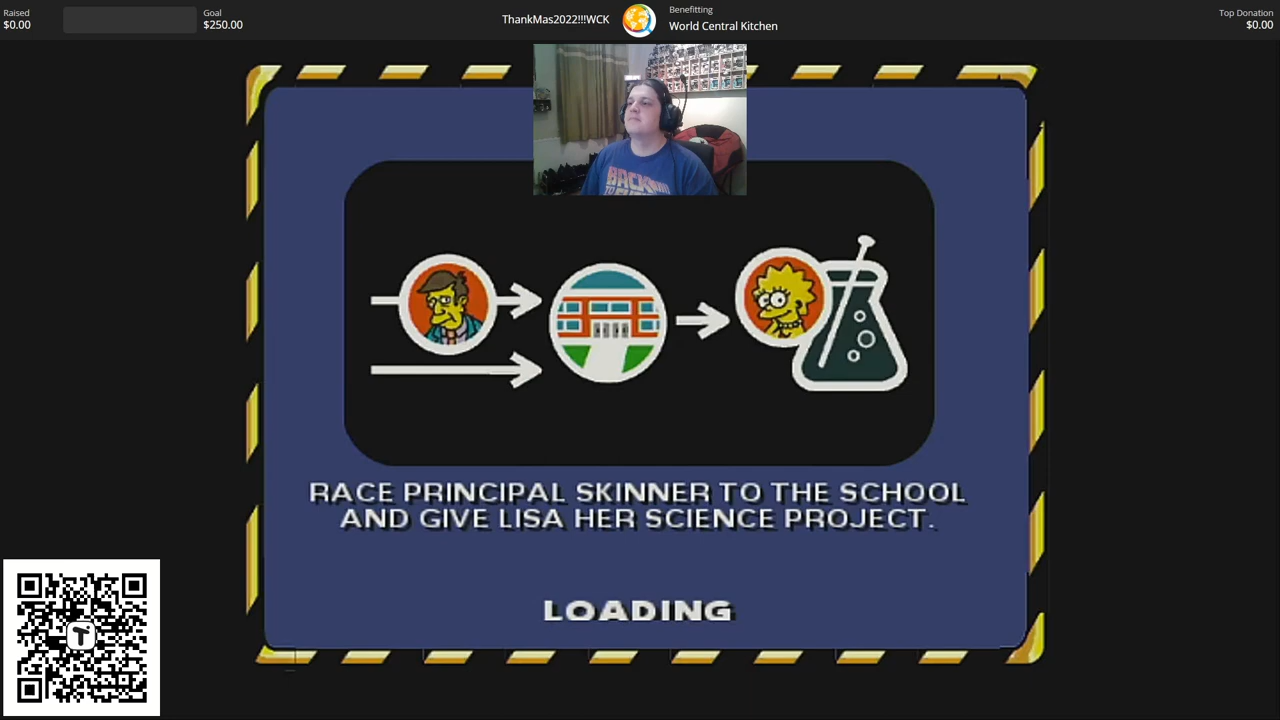 Raised
$0.00
Goal
$250.00
ThankMas2022!!!WCK
Benefitting
World Central Kitchen
Top Donation
$0.00
BACK
RACE PRINCIPAL SKINNER TO THE SCHOOL
AND GIVE LISA HER SCIENCE PROJECT.
LOADING